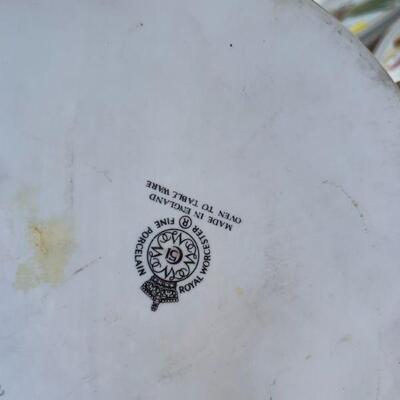 ROYAL WORCESTER ® FINE PORCELAIN
MADE IN ENGLAND
OVEN TO TABLE WARE